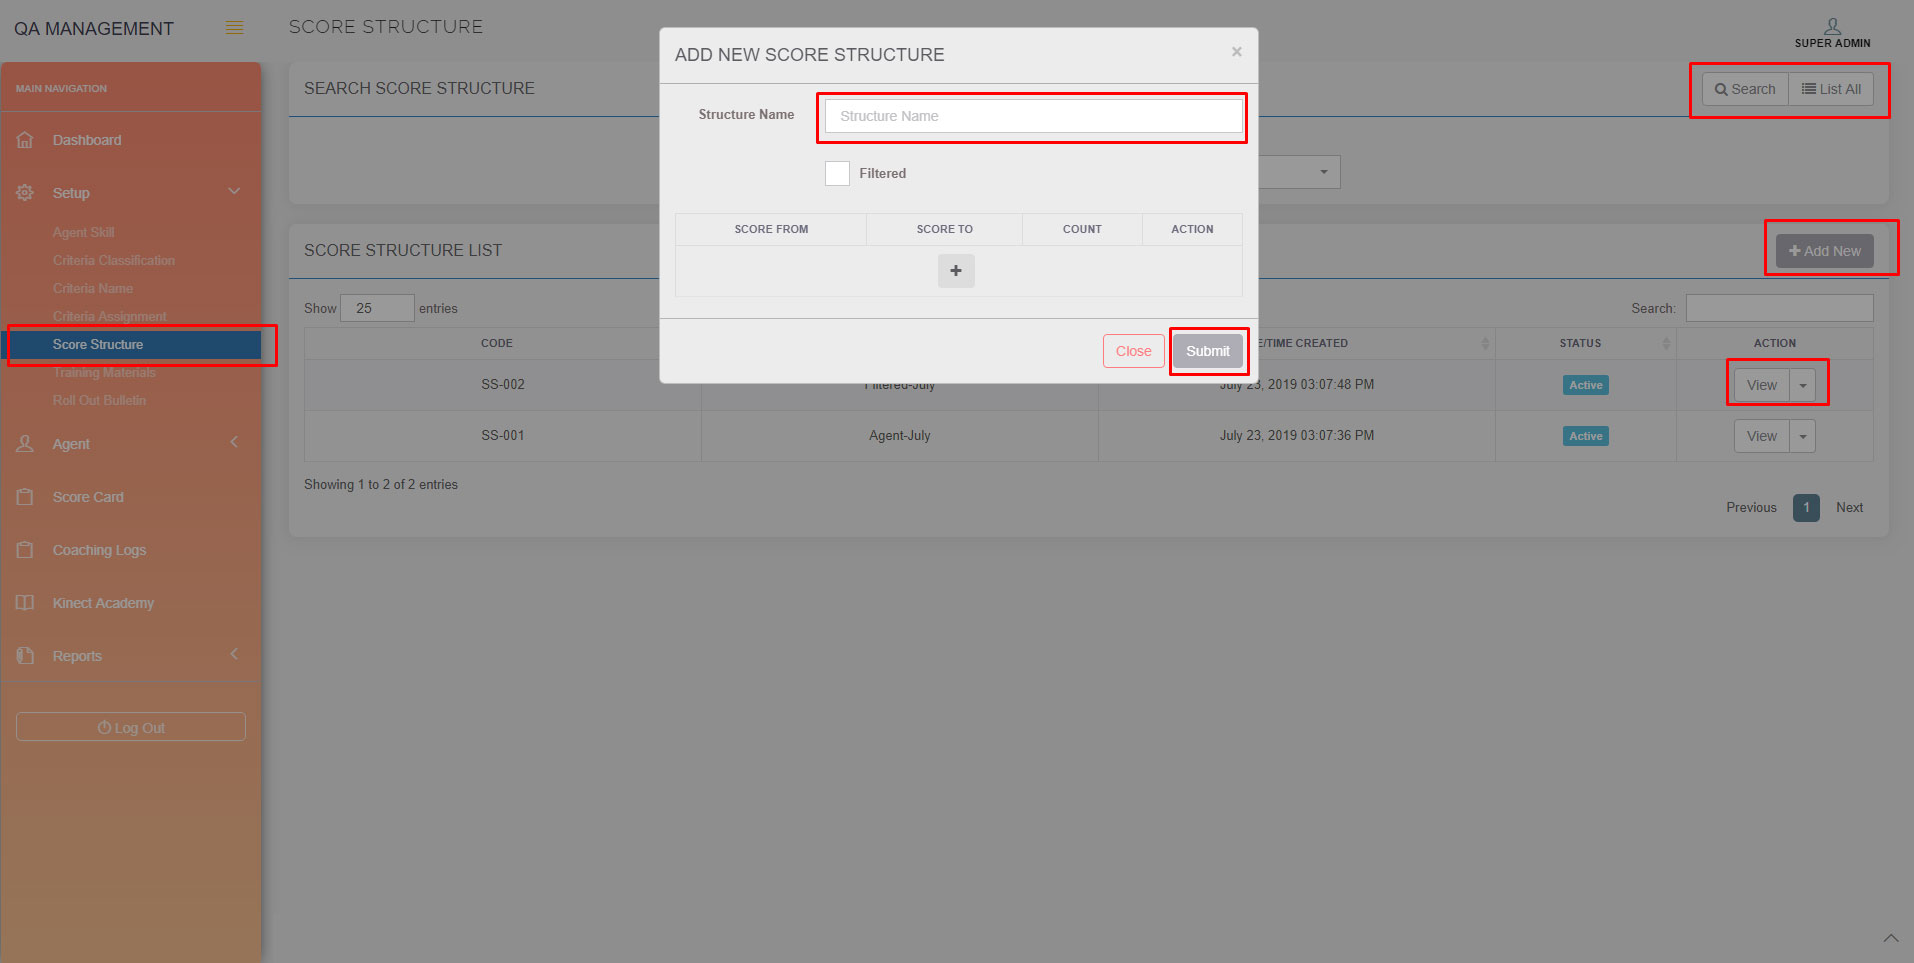 QA MANAGEMENT
SCORE STRUCTURE
SUPER ADMIN
MAIN NAVIGATION
Dashboard
Setup
Agent Skill
Criteria Classification
Criteria Name
Criteria Assignment
Score Structure
Training Materials
Roll Out Bulletin
Agent
Score Card
Coaching Logs
Kinect Academy
Reports
Log Out
SEARCH SCORE STRUCTURE
Search List All
ADD NEW SCORE STRUCTURE ×
Structure Name Structure Name
Filtered
SCORE FROM SCORE TO COUNT ACTION
+
Close Submit
SCORE STRUCTURE LIST
+ Add New
Show 25 entries Search:
CODE E/TIME CREATED STATUS ACTION
SS-002 Filtered-July July 23, 2019 03:07:48 PM Active View
SS-001 Agent-July July 23, 2019 03:07:36 PM Active View
Showing 1 to 2 of 2 entries
Previous 1 Next